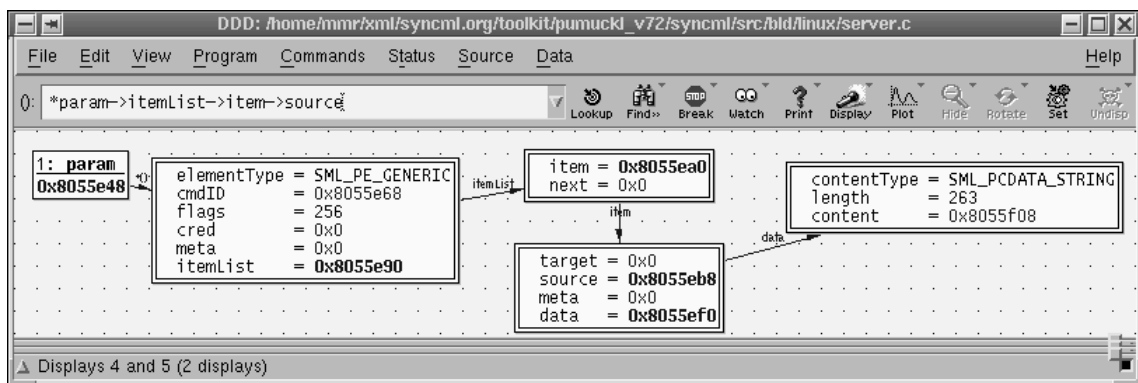 DDD: /home/mmr/xml/syncml.org/toolkit/pumuckl_v72/syncml/src/bld/linux/server.c
File Edit View Program Commands Status Source Data Help
(): *param->itemList->item->source
Lookup Find» Break Watch Print Display Plot Hide Rotate Set Undisp
STOP
1: param
0x8055e48
*()
elementType = SML_PE_GENERIC
cmdID = 0x8055e68
flags = 256
cred = 0x0
meta = 0x0
itemList = 0x8055e90
itemList
item = 0x8055ea0
next = 0x0
item
target = 0x0
source = 0x8055eb8
meta = 0x0
data = 0x8055ef0
data
contentType = SML_PCDATA_STRING
length = 263
content = 0x8055f08
Displays 4 and 5 (2 displays)